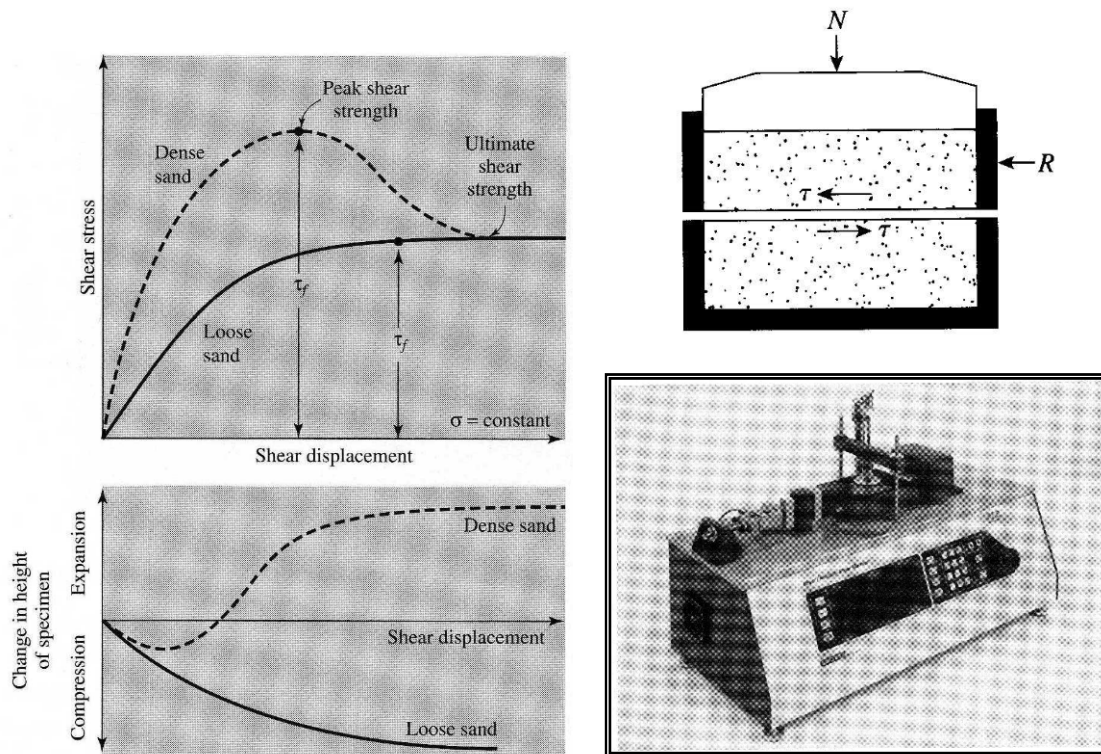 Peak shear
strength
Dense
sand
Ultimate
shear
strength
Shear stress
τf
Loose
sand
τf
σ = constant
Shear displacement
Expansion
Dense sand
Change in height
of specimen
Shear displacement
Compression
Loose sand
N
R
τ
τ